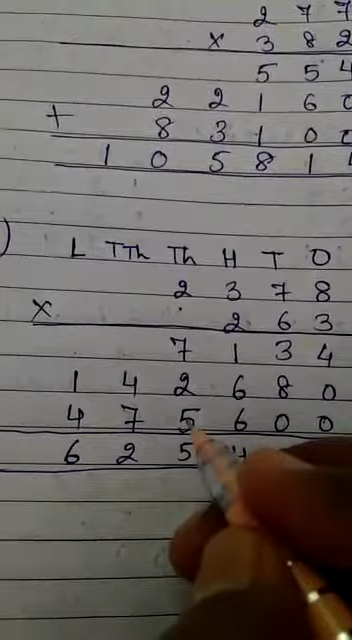 2 7 7
x 3 8 2
5 5 4
2 2 1 6 0
+ 8 3 1 0 0
1 0 5 8 1 4
) L TTh Th H T O
2 3 7 8
X 2 6 3
7 1 3 4
1 4 2 6 8 0
4 7 5 6 0 0
6 2 5 4